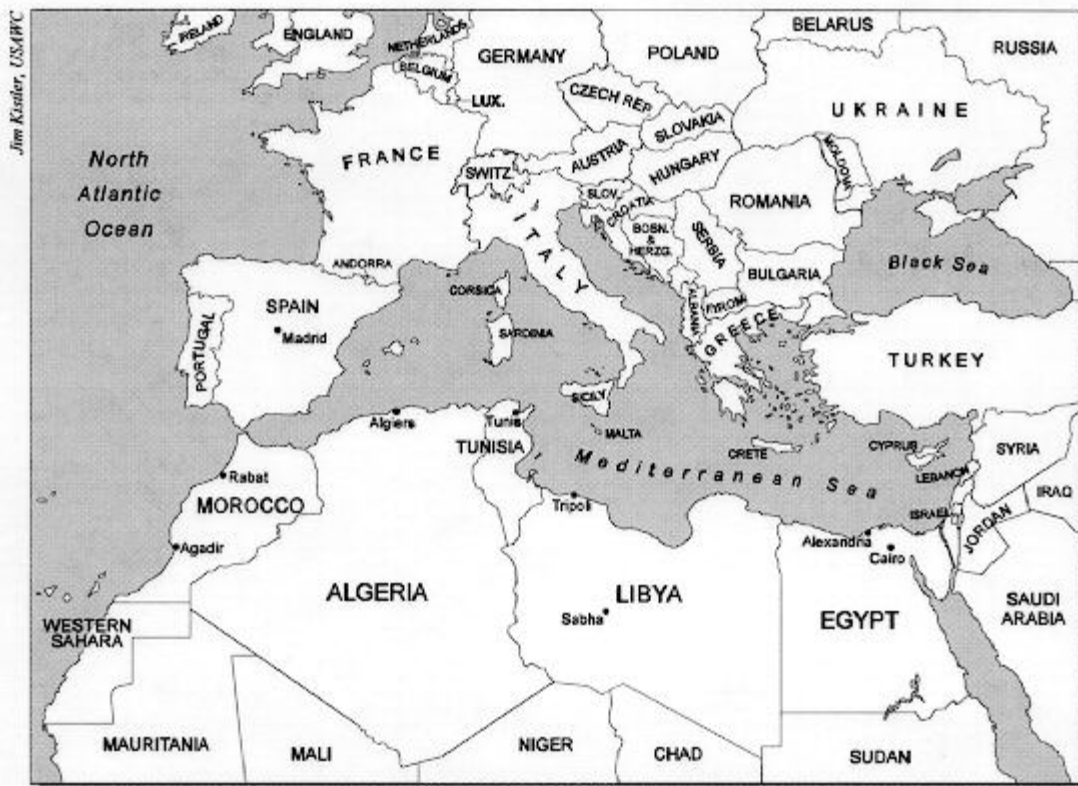 Jim Kistler, USAWC
IRELAND
ENGLAND
NETHERLANDS
BELGIUM
LUX.
GERMANY
POLAND
BELARUS
RUSSIA
CZECH REP
SLOVAKIA
UKRAINE
North
Atlantic
Ocean
FRANCE
SWITZ.
AUSTRIA
HUNGARY
MOLDOVA
ROMANIA
SLOV.
CROATIA
BOSN.
&
HERZG.
SERBIA
ITALY
ANDORRA
CORSICA
BULGARIA
Black Sea
SPAIN
Madrid
PORTUGAL
SARDINIA
ALBANIA
FYROM
GREECE
TURKEY
SICILY
Algiers
Tunis
TUNISIA
MALTA
CRETE
CYPRUS
SYRIA
LEBANON
Mediterranean Sea
Rabat
MOROCCO
Tripoli
ISRAEL
IRAQ
JORDAN
Agadir
Alexandria
Cairo
ALGERIA
LIBYA
Sabha
EGYPT
SAUDI
ARABIA
WESTERN
SAHARA
MAURITANIA
MALI
NIGER
CHAD
SUDAN